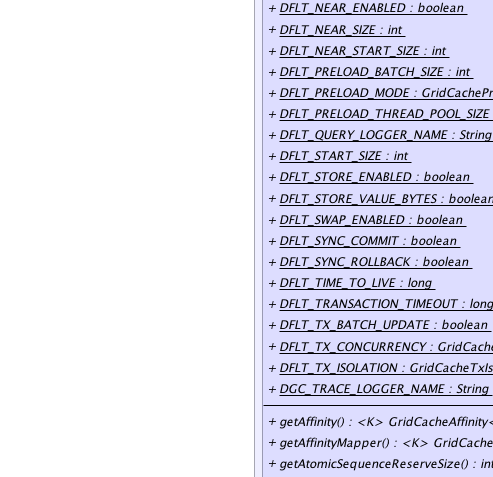 + DFLT_NEAR_ENABLED : boolean
+ DFLT_NEAR_SIZE : int
+ DFLT_NEAR_START_SIZE : int
+ DFLT_PRELOAD_BATCH_SIZE : int
+ DFLT_PRELOAD_MODE : GridCachePr
+ DFLT_PRELOAD_THREAD_POOL_SIZE
+ DFLT_QUERY_LOGGER_NAME : String
+ DFLT_START_SIZE : int
+ DFLT_STORE_ENABLED : boolean
+ DFLT_STORE_VALUE_BYTES : boolean
+ DFLT_SWAP_ENABLED : boolean
+ DFLT_SYNC_COMMIT : boolean
+ DFLT_SYNC_ROLLBACK : boolean
+ DFLT_TIME_TO_LIVE : long
+ DFLT_TRANSACTION_TIMEOUT : long
+ DFLT_TX_BATCH_UPDATE : boolean
+ DFLT_TX_CONCURRENCY : GridCache
+ DFLT_TX_ISOLATION : GridCacheTxIs
+ DGC_TRACE_LOGGER_NAME : String
+ getAffinity() : <K> GridCacheAffinity<
+ getAffinityMapper() : <K> GridCache
+ getAtomicSequenceReserveSize() : int